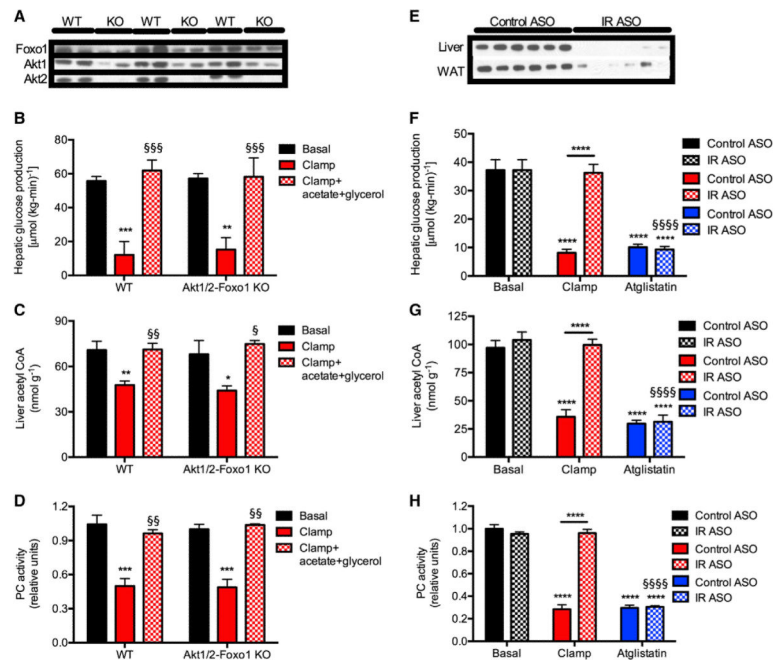 A
WT KO WT KO WT KO
Foxo1
Akt1
Akt2
B
Hepatic glucose production
[μmol (kg-min)⁻¹]
80
60
40
20
0
*** §§§ ** §§§
WT Akt1/2-Foxo1 KO
Basal
Clamp
Clamp+
acetate+glycerol
C
Liver acetyl CoA
(nmol g⁻¹)
90
60
30
0
** §§ * §
WT Akt1/2-Foxo1 KO
Basal
Clamp
Clamp+
acetate+glycerol
D
PC activity
(relative units)
1.2
0.9
0.6
0.3
0.0
*** §§ *** §§
WT Akt1/2-Foxo1 KO
Basal
Clamp
Clamp+
acetate+glycerol
E
Control ASO IR ASO
Liver
WAT
F
Hepatic glucose production
[μmol (kg-min)⁻¹]
50
40
30
20
10
0
****
§§§§
**** **** ****
Basal Clamp Atglistatin
Control ASO
IR ASO
Control ASO
IR ASO
Control ASO
IR ASO
G
Liver acetyl CoA
(nmol g⁻¹)
125
100
75
50
25
0
****
§§§§
**** **** ****
Basal Clamp Atglistatin
Control ASO
IR ASO
Control ASO
IR ASO
Control ASO
IR ASO
H
PC activity
(relative units)
1.2
1.0
0.8
0.6
0.4
0.2
0.0
****
§§§§
**** **** ****
Basal Clamp Atglistatin
Control ASO
IR ASO
Control ASO
IR ASO
Control ASO
IR ASO